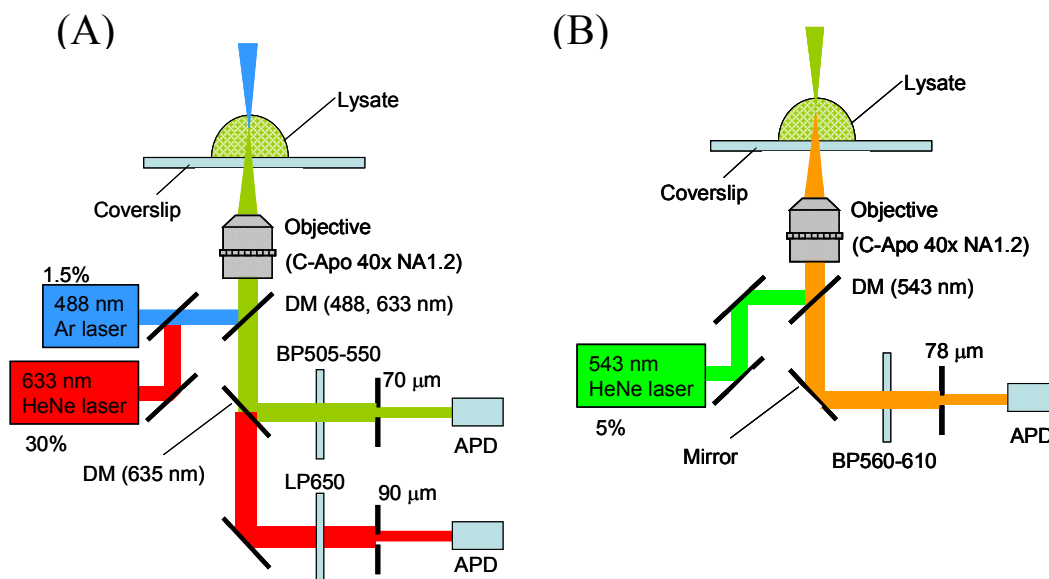 (A)
Lysate
Coverslip
Objective
(C-Apo 40x NA1.2)
1.5%
488 nm
Ar laser
DM (488, 633 nm)
633 nm
HeNe laser
30%
BP505-550
70 μm
APD
DM (635 nm)
LP650
90 μm
APD
(B)
Lysate
Coverslip
Objective
(C-Apo 40x NA1.2)
DM (543 nm)
543 nm
HeNe laser
5%
78 μm
Mirror
BP560-610
APD